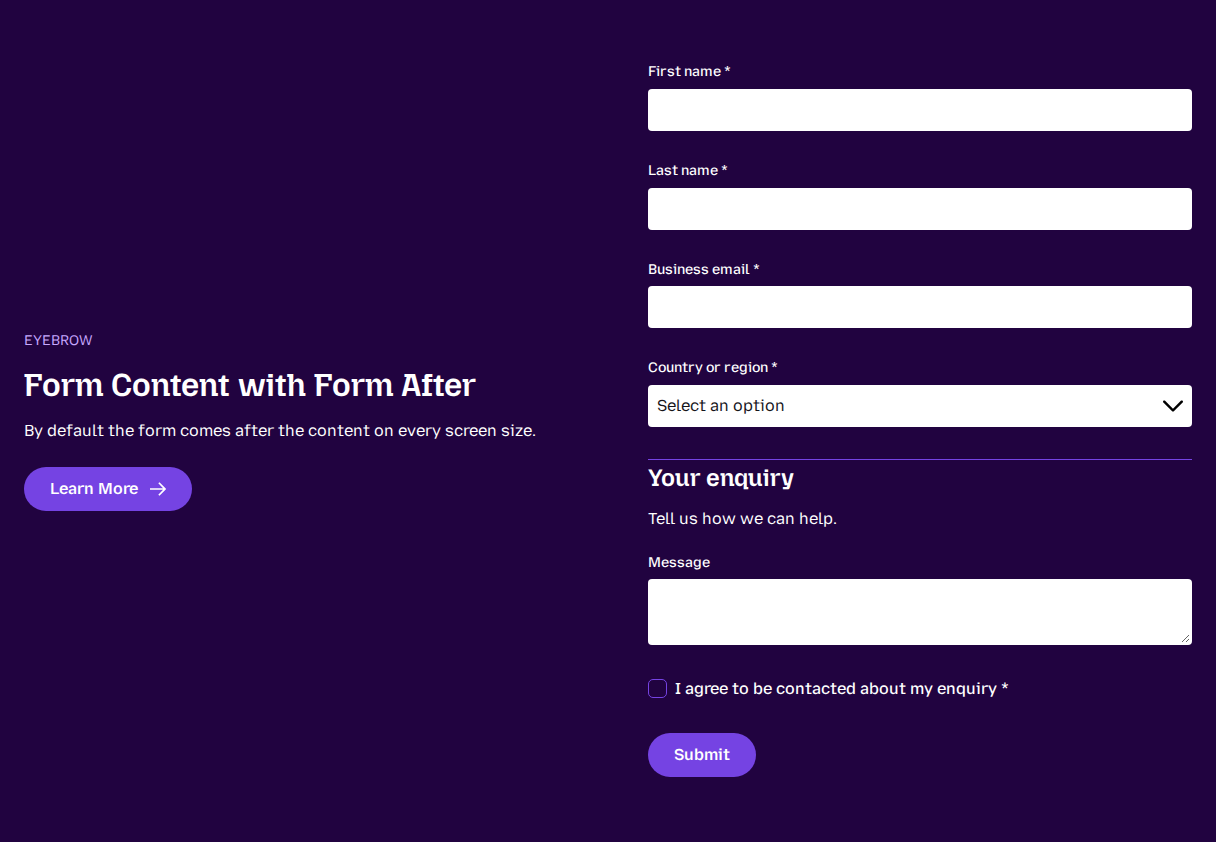 EYEBROW
Form Content with Form After
By default the form comes after the content on every screen size.
Learn More
First name *
Last name *
Business email *
Country or region *
Select an option
Your enquiry
Tell us how we can help.
Message
I agree to be contacted about my enquiry *
Submit